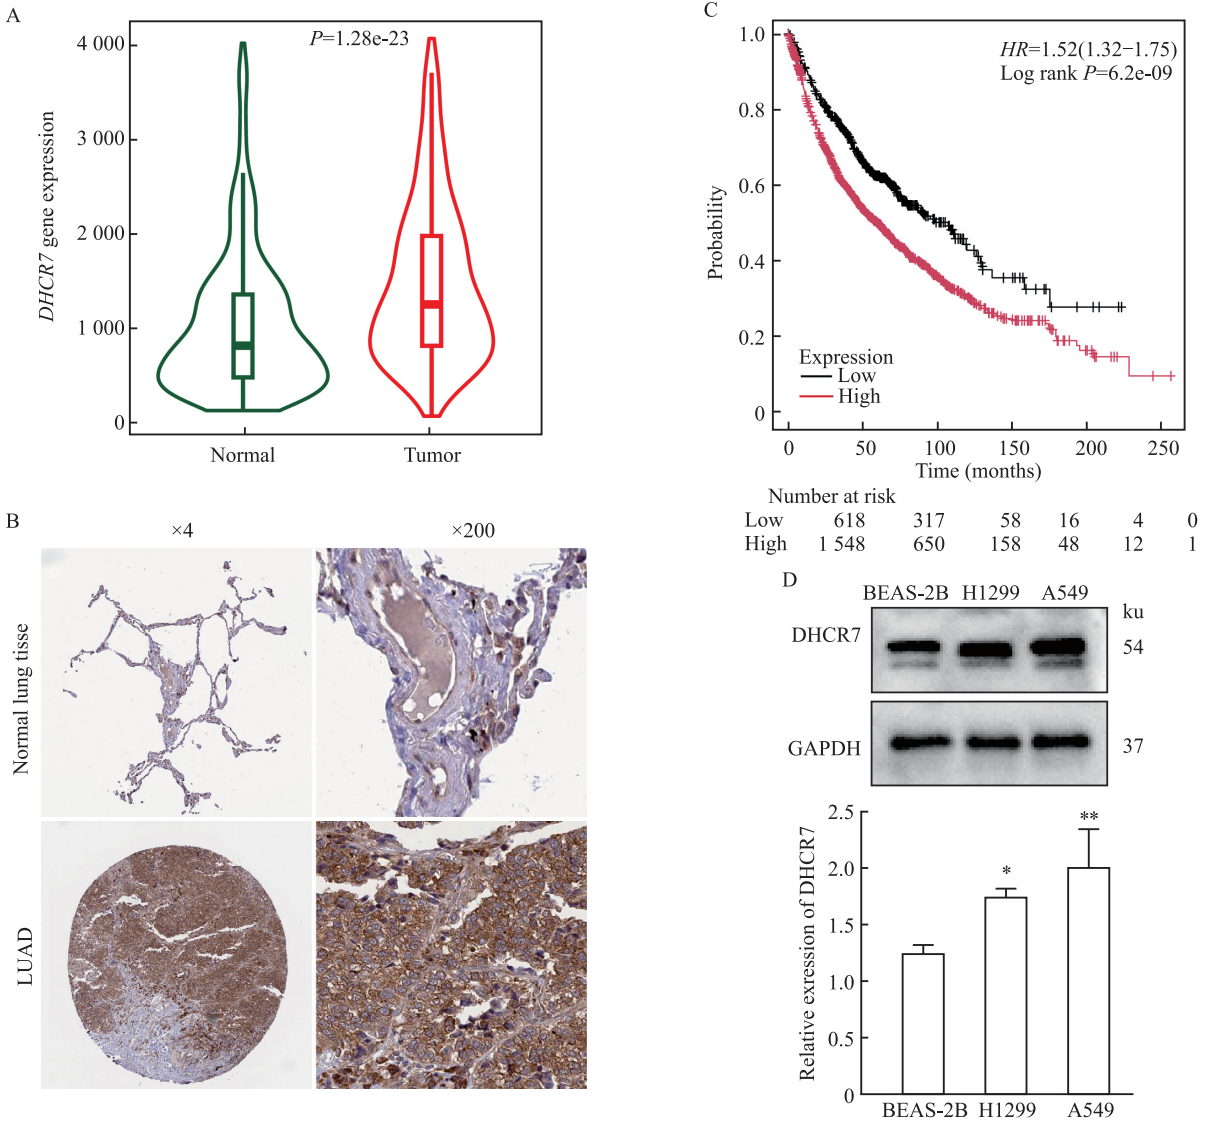 A
P=1.28e-23
4 000
3 000
2 000
1 000
0
DHCR7 gene expression
Normal Tumor
B
×4 ×200
Normal lung tisse
LUAD
C
HR=1.52(1.32−1.75)
Log rank P=6.2e-09
1.0
0.8
0.6
0.4
0.2
0
Probability
Expression
Low
High
0 50 100 150 200 250
Time (months)
Number at risk
Low 618 317 58 16 4 0
High 1 548 650 158 48 12 1
D
BEAS-2B H1299 A549
ku
DHCR7 54
GAPDH 37
2.5
2.0
1.5
1.0
0.5
0
Relative expression of DHCR7
* **
BEAS-2B H1299 A549